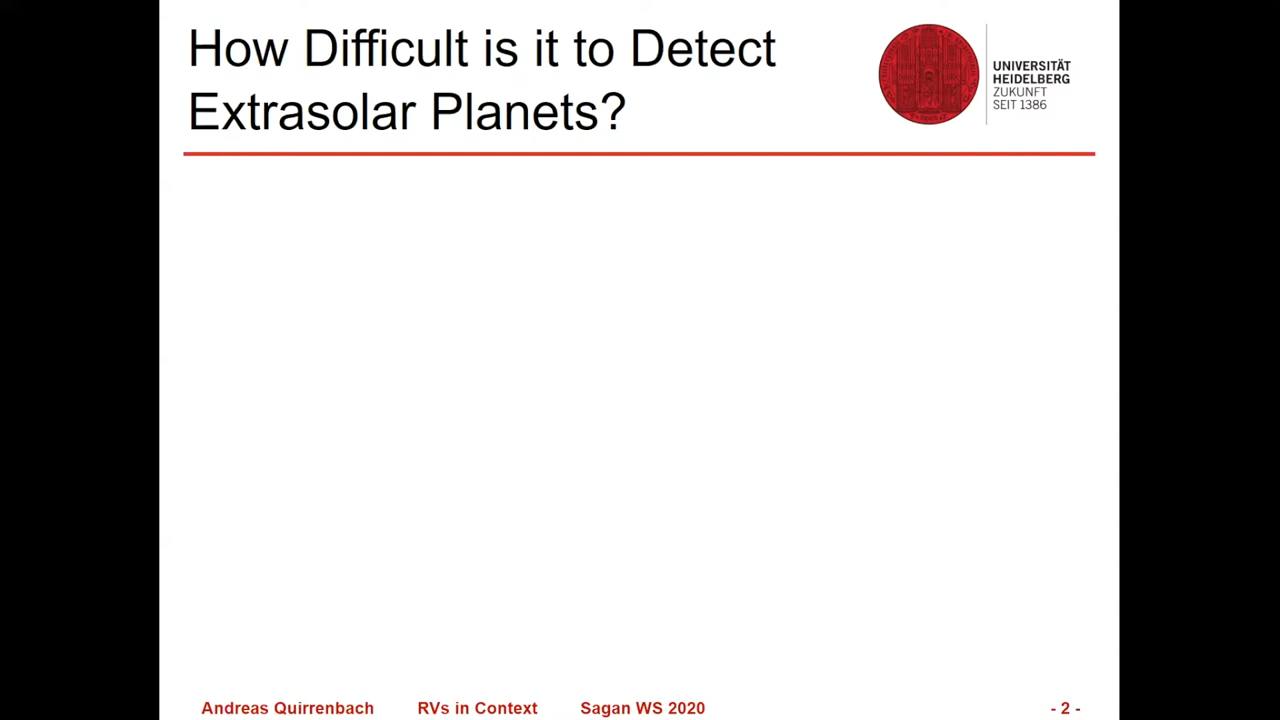 How Difficult is it to Detect
Extrasolar Planets?
UNIVERSITÄT
HEIDELBERG
ZUKUNFT
SEIT 1386
Andreas Quirrenbach RVs in Context Sagan WS 2020 - 2 -